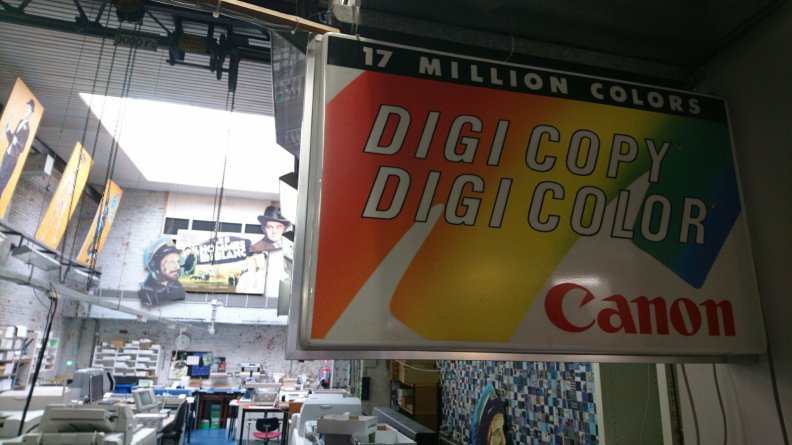 17 MILLION COLORS
DIGI COPY
DIGI COLOR
Canon